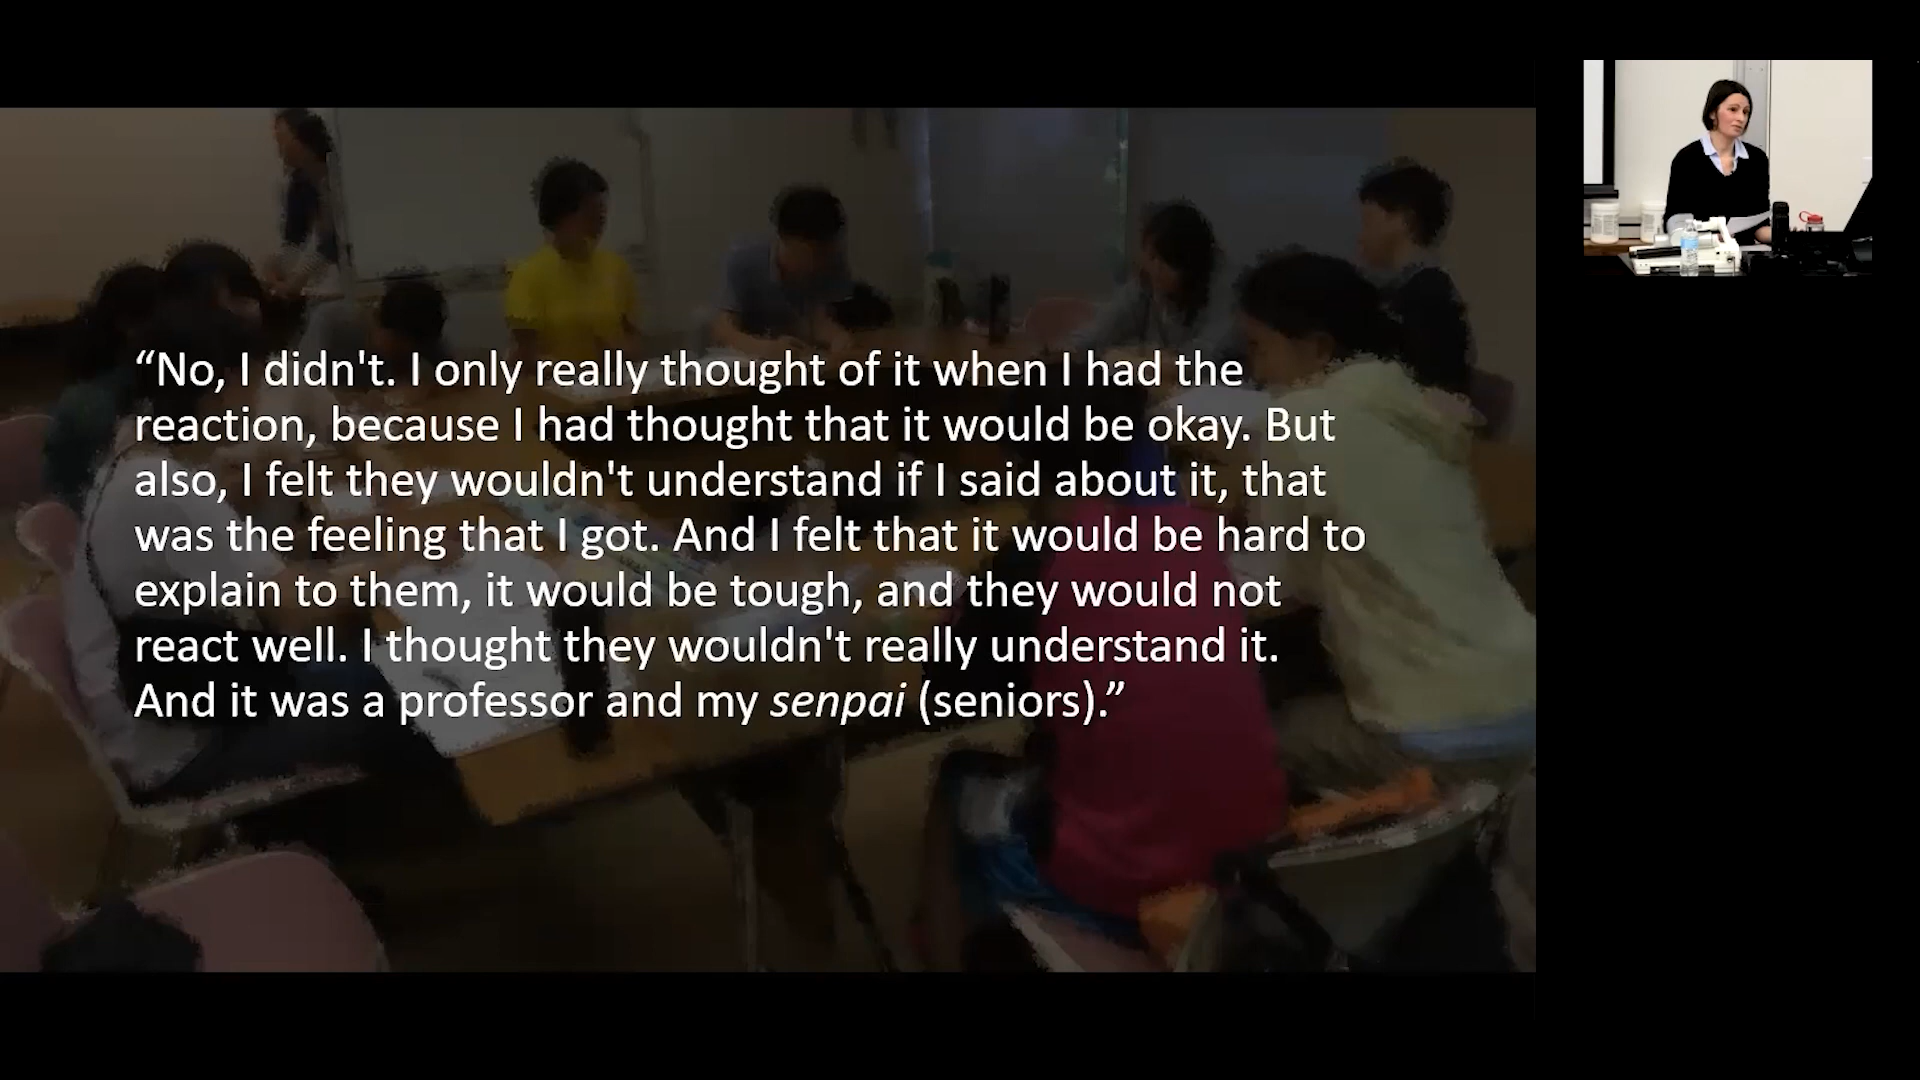 “No, I didn't. I only really thought of it when I had the
reaction, because I had thought that it would be okay. But
also, I felt they wouldn't understand if I said about it, that
was the feeling that I got. And I felt that it would be hard to
explain to them, it would be tough, and they would not
react well. I thought they wouldn't really understand it.
And it was a professor and my senpai (seniors).”